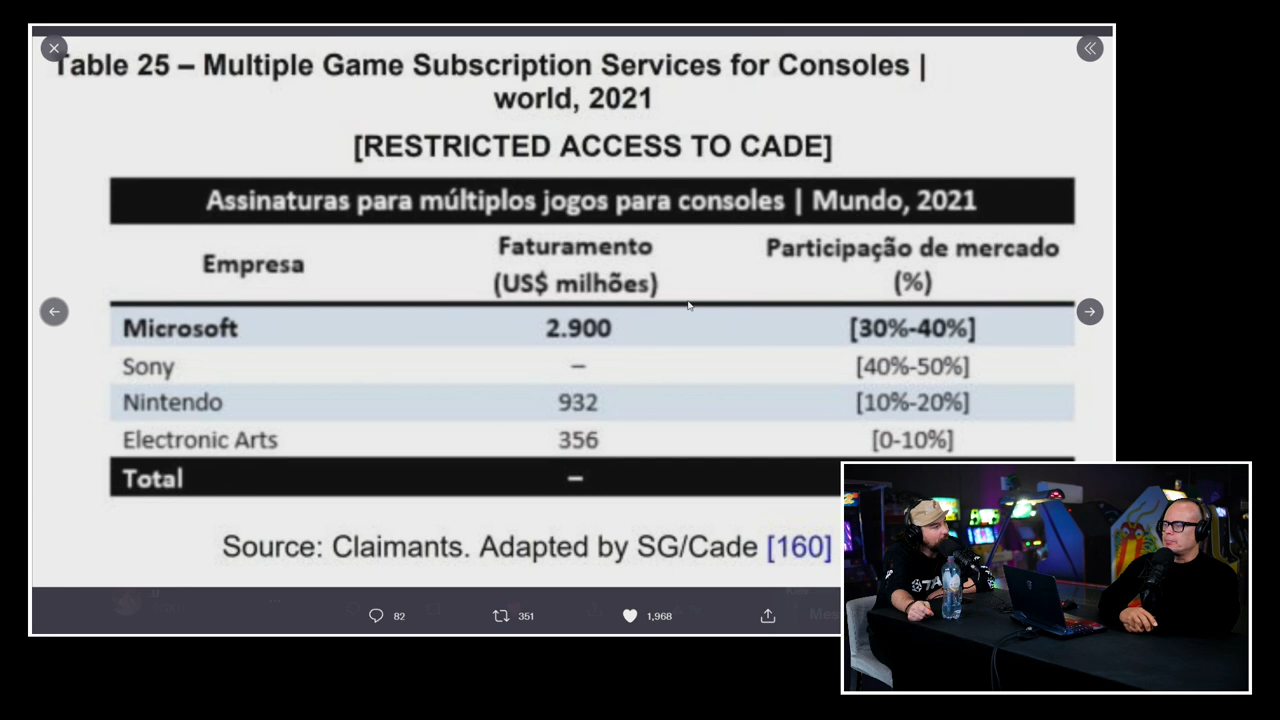 Table 25 – Multiple Game Subscription Services for Consoles |
world, 2021
[RESTRICTED ACCESS TO CADE]
Assinaturas para múltiplos jogos para consoles | Mundo, 2021
Empresa Faturamento (US$ milhões) Participação de mercado (%)
Microsoft 2.900 [30%-40%]
Sony – [40%-50%]
Nintendo 932 [10%-20%]
Electronic Arts 356 [0-10%]
Total –
Source: Claimants. Adapted by SG/Cade [160]
82 351 1,968